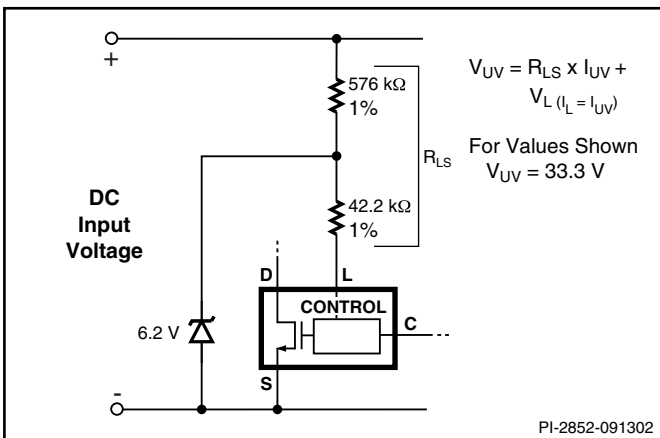 +
576 kΩ
1%
V_UV = R_LS x I_UV +
V_L (I_L = I_UV)
For Values Shown
V_UV = 33.3 V
R_LS
DC
Input
Voltage
42.2 kΩ
1%
D
L
CONTROL
C
6.2 V
S
-
PI-2852-091302